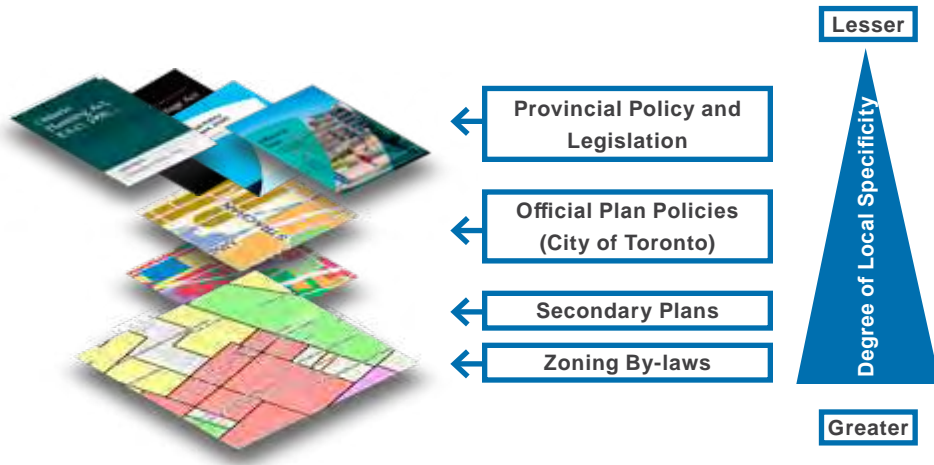 Lesser
Provincial Policy and
Legislation
Official Plan Policies
(City of Toronto)
Secondary Plans
Zoning By-laws
Degree of Local Specificity
Greater